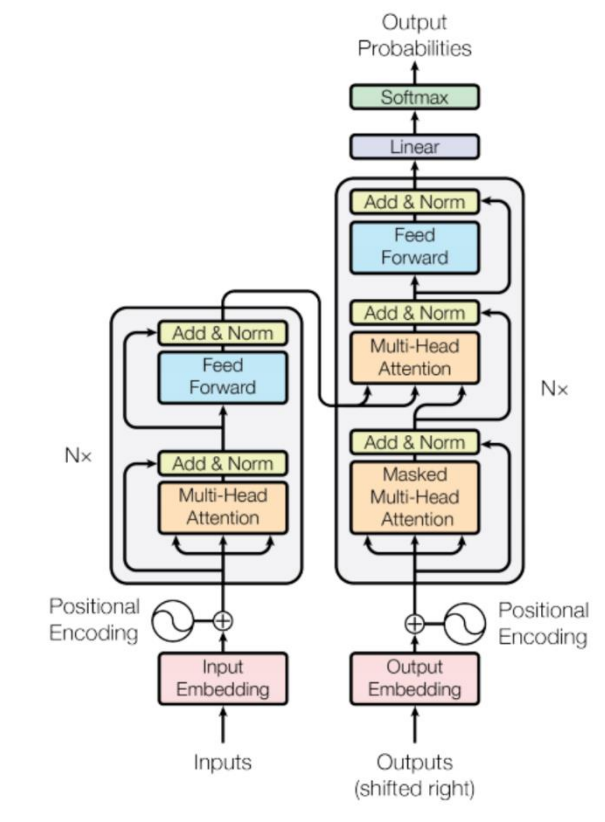 Output
Probabilities
Softmax
Linear
Add & Norm
Feed
Forward
Add & Norm
Multi-Head
Attention
Add & Norm
Masked
Multi-Head
Attention
Nx
Add & Norm
Feed
Forward
Add & Norm
Multi-Head
Attention
Nx
Positional
Encoding
Positional
Encoding
Input
Embedding
Output
Embedding
Inputs
Outputs
(shifted right)